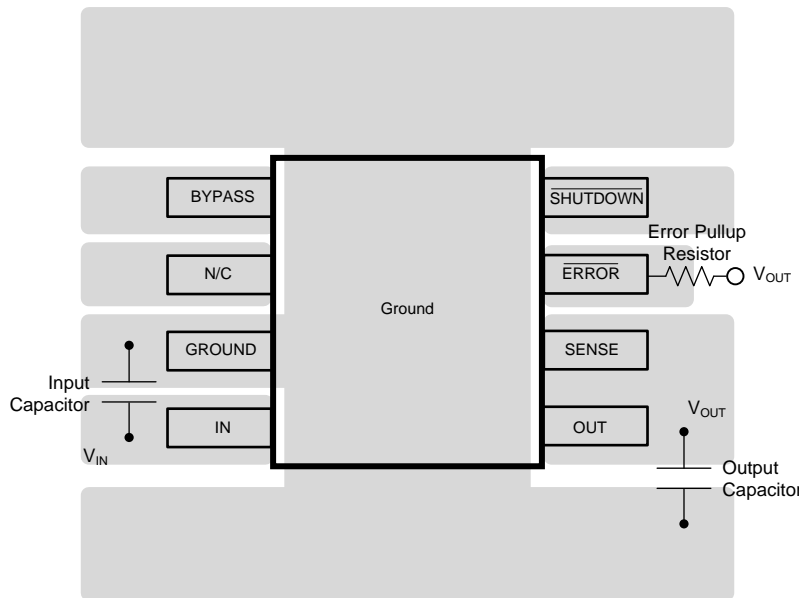 BYPASS
SHUTDOWN
Error Pullup
Resistor
N/C
ERROR
VOUT
Ground
GROUND
SENSE
Input
Capacitor
VOUT
IN
OUT
VIN
Output
Capacitor